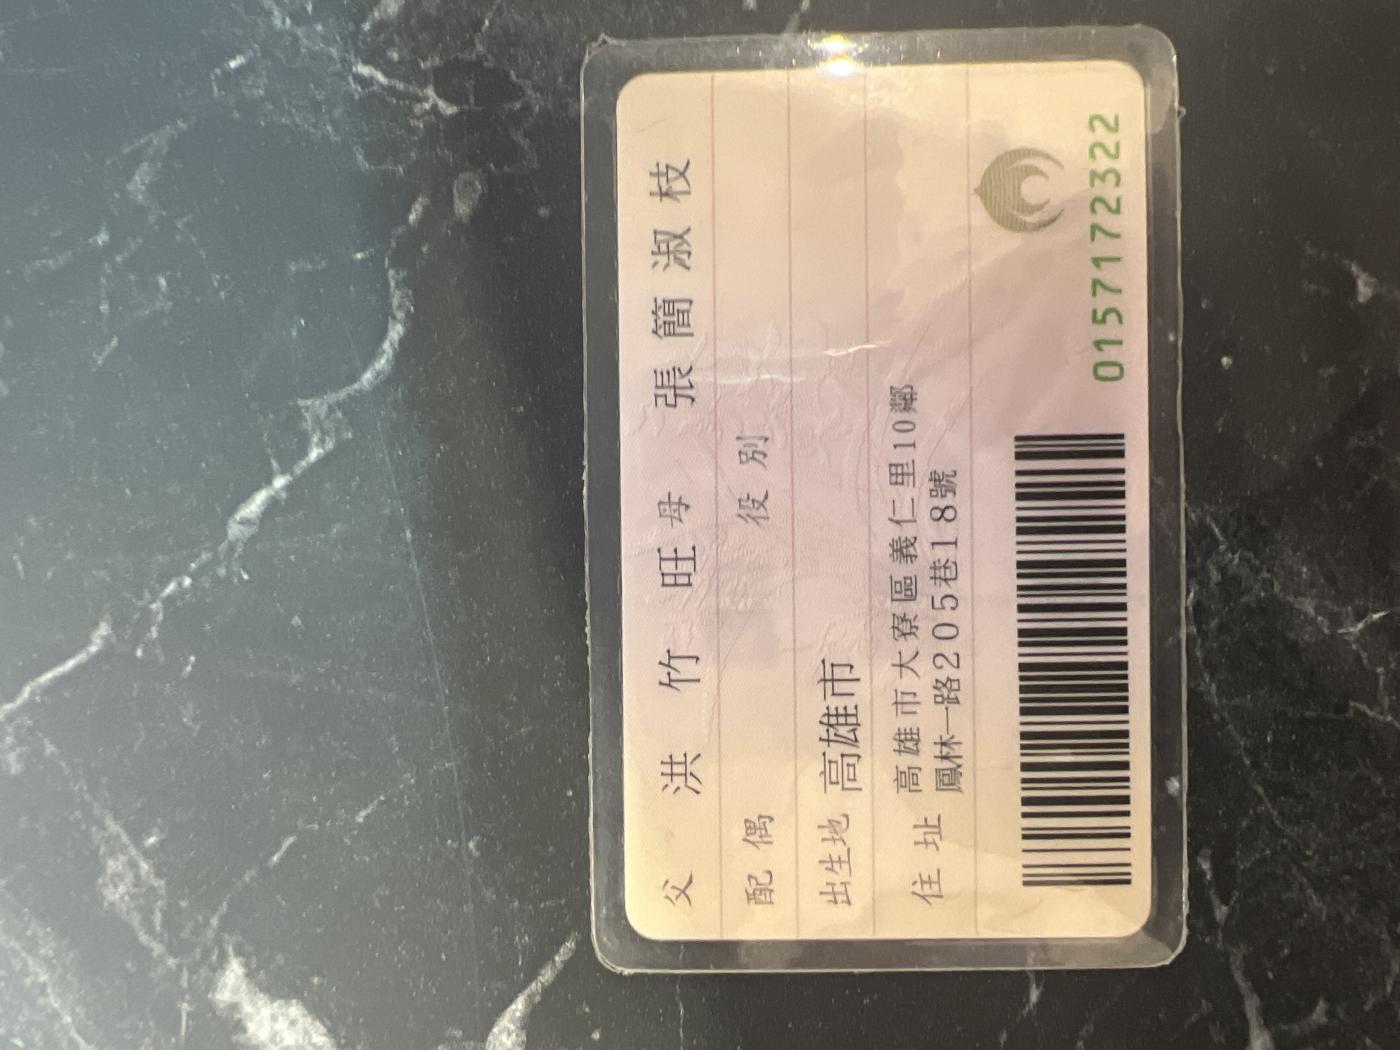 父 洪竹旺 母 張簡淑枝
配偶 役別
出生地 高雄市
住址 高雄市大寮區義仁里10鄰
鳳林一路205巷118號
0157172322